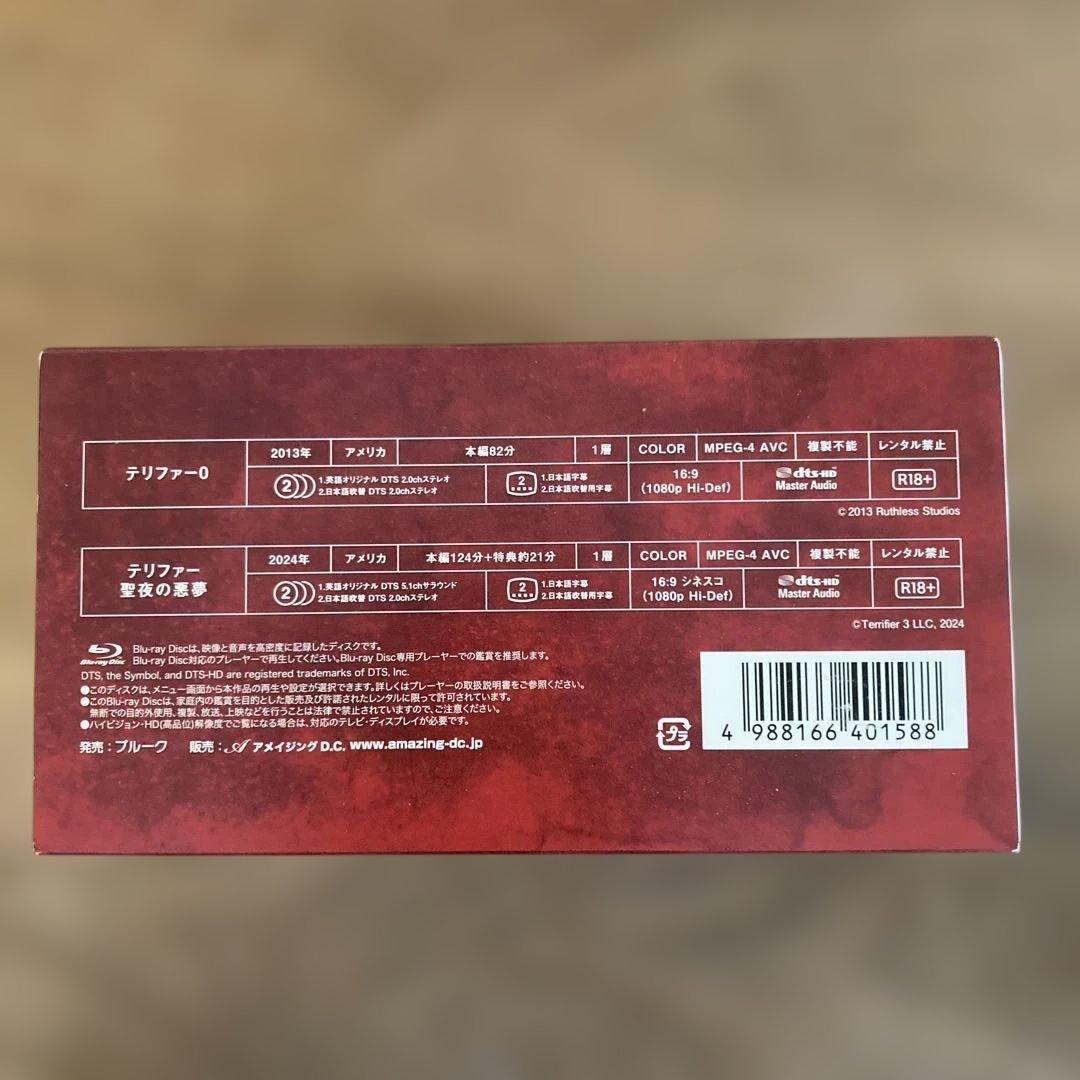 テリファー0
2013年 アメリカ 本編82分 1層 COLOR MPEG-4 AVC 複製不能 レンタル禁止
2 1.英語オリジナル DTS 2.0chステレオ
2.日本語吹替 DTS 2.0chステレオ
2 1.日本語字幕
2.日本語吹替用字幕
16:9
(1080p Hi-Def)
dts-HD
Master Audio
R18+
©2013 Ruthless Studios
テリファー
聖夜の悪夢
2024年 アメリカ 本編124分+特典約21分 1層 COLOR MPEG-4 AVC 複製不能 レンタル禁止
2 1.英語オリジナル DTS 5.1chサラウンド
2.日本語吹替 DTS 2.0chステレオ
2 1.日本語字幕
2.日本語吹替用字幕
16:9 シネスコ
(1080p Hi-Def)
dts-HD
Master Audio
R18+
©Terrifier 3 LLC, 2024
Blu-ray Disc
Blu-ray Discは、映像と音声を高密度に記録したディスクです。
Blu-ray Disc対応のプレーヤーで再生してください。Blu-ray Disc専用プレーヤーでの鑑賞を推奨します。
DTS, the Symbol, and DTS-HD are registered trademarks of DTS, Inc.
●このディスクは、メニュー画面から本作品の再生や設定が選択できます。詳しくはプレーヤーの取扱説明書をご参照ください。
●このBlu-ray Discは、家庭内の鑑賞を目的とした販売及び許諾されたレンタルに限って許可されています。
無断での目的外使用、複製、放送、上映などを行うことは法律で禁止されていますので、ご注意ください。
●ハイビジョン・HD(高品位)解像度でご覧になる場合は、対応のテレビ・ディスプレイが必要です。
発売：ブルーク 販売：A アメイジングD.C. www.amazing-dc.jp
プラ
4 988166 401588